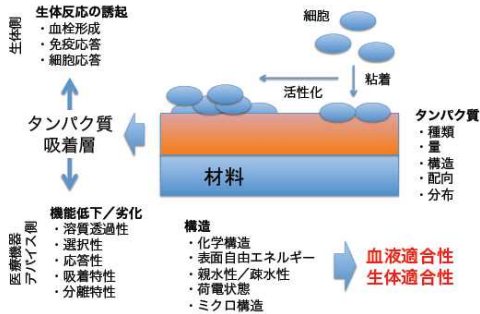 生体側
生体反応の誘起
・血栓形成
・免疫応答
・細胞応答
細胞
活性化
粘着
タンパク質
吸着層
材料
タンパク質
・種類
・量
・構造
・配向
・分布
医療機器
デバイス側
機能低下／劣化
・溶質透過性
・選択性
・応答性
・吸着特性
・分離特性
構造
・化学構造
・表面自由エネルギー
・親水性／疎水性
・荷電状態
・ミクロ構造
血液適合性
生体適合性